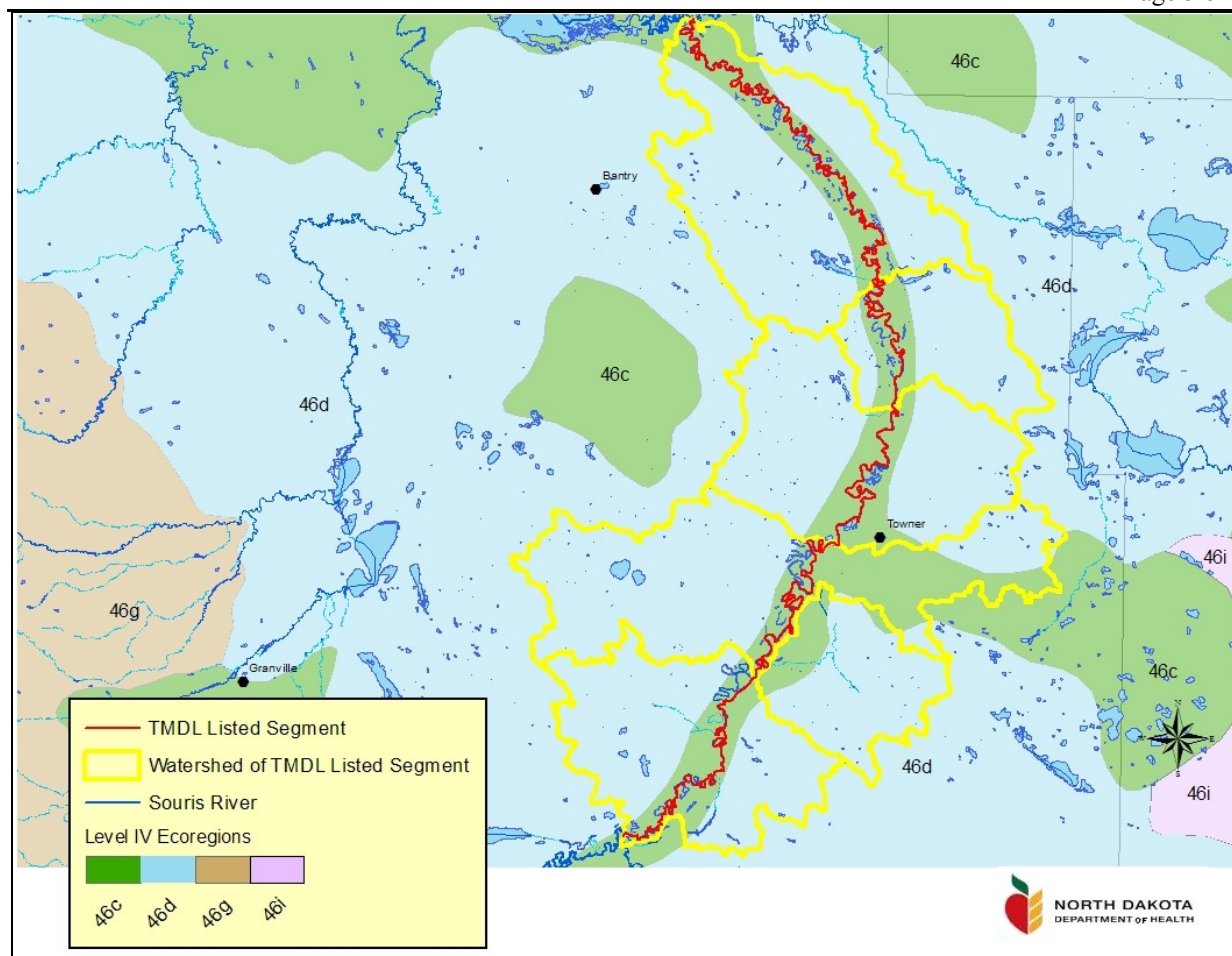 46c
Bantry
46d
46c
46d
Towner
46i
46g
Granville
46c
46d
46i
N
E
S
TMDL Listed Segment
Watershed of TMDL Listed Segment
Souris River
Level IV Ecoregions
46c 46d 46g 46i
NORTH DAKOTA
DEPARTMENT of HEALTH